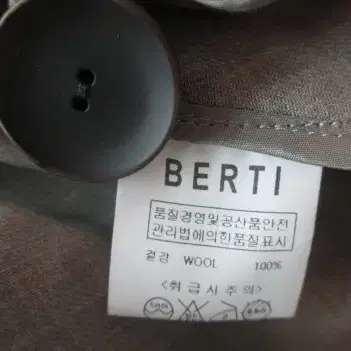 BERTI
품질경영및공산품안전
관리법에의한품질표시
겉감 WOOL 100%
<취급시주의>